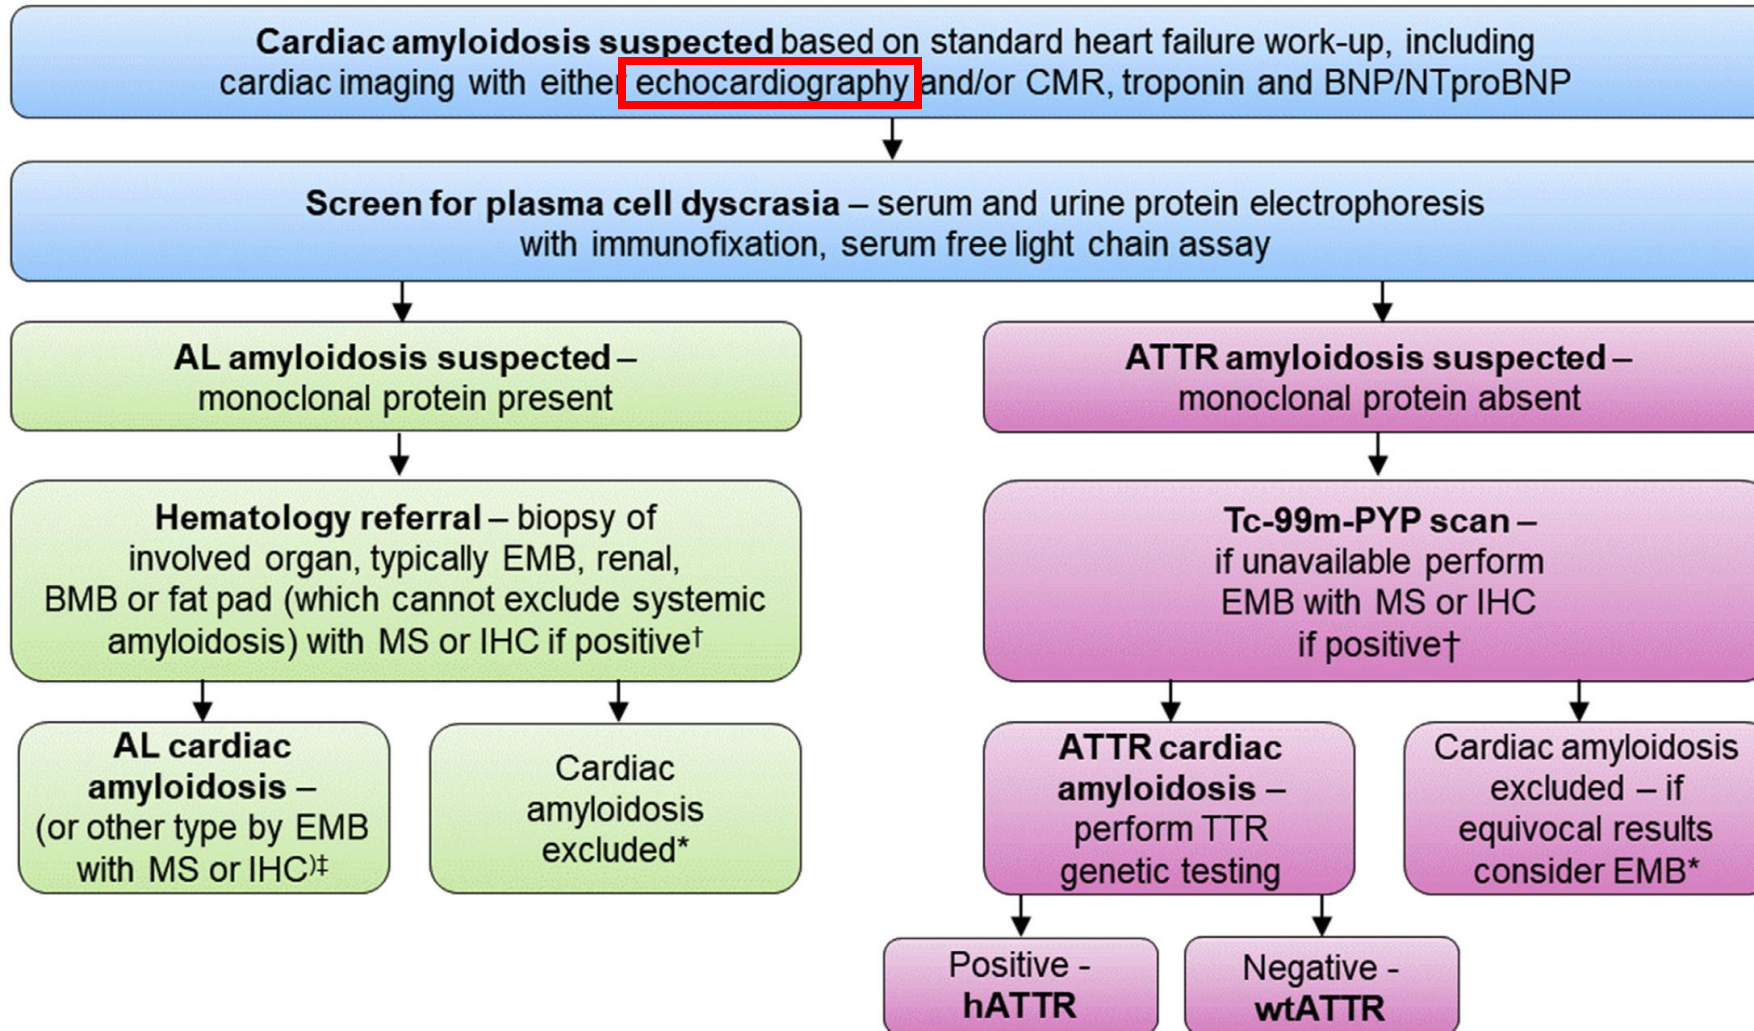 Cardiac amyloidosis suspected based on standard heart failure work-up, including
cardiac imaging with either echocardiography and/or CMR, troponin and BNP/NTproBNP
Screen for plasma cell dyscrasia – serum and urine protein electrophoresis
with immunofixation, serum free light chain assay
AL amyloidosis suspected –
monoclonal protein present
Hematology referral – biopsy of
involved organ, typically EMB, renal,
BMB or fat pad (which cannot exclude systemic
amyloidosis) with MS or IHC if positive†
AL cardiac
amyloidosis –
(or other type by EMB
with MS or IHC)‡
Cardiac
amyloidosis
excluded*
ATTR amyloidosis suspected –
monoclonal protein absent
Tc-99m-PYP scan –
if unavailable perform
EMB with MS or IHC
if positive†
ATTR cardiac
amyloidosis –
perform TTR
genetic testing
Cardiac amyloidosis
excluded – if
equivocal results
consider EMB*
Positive -
hATTR
Negative -
wtATTR